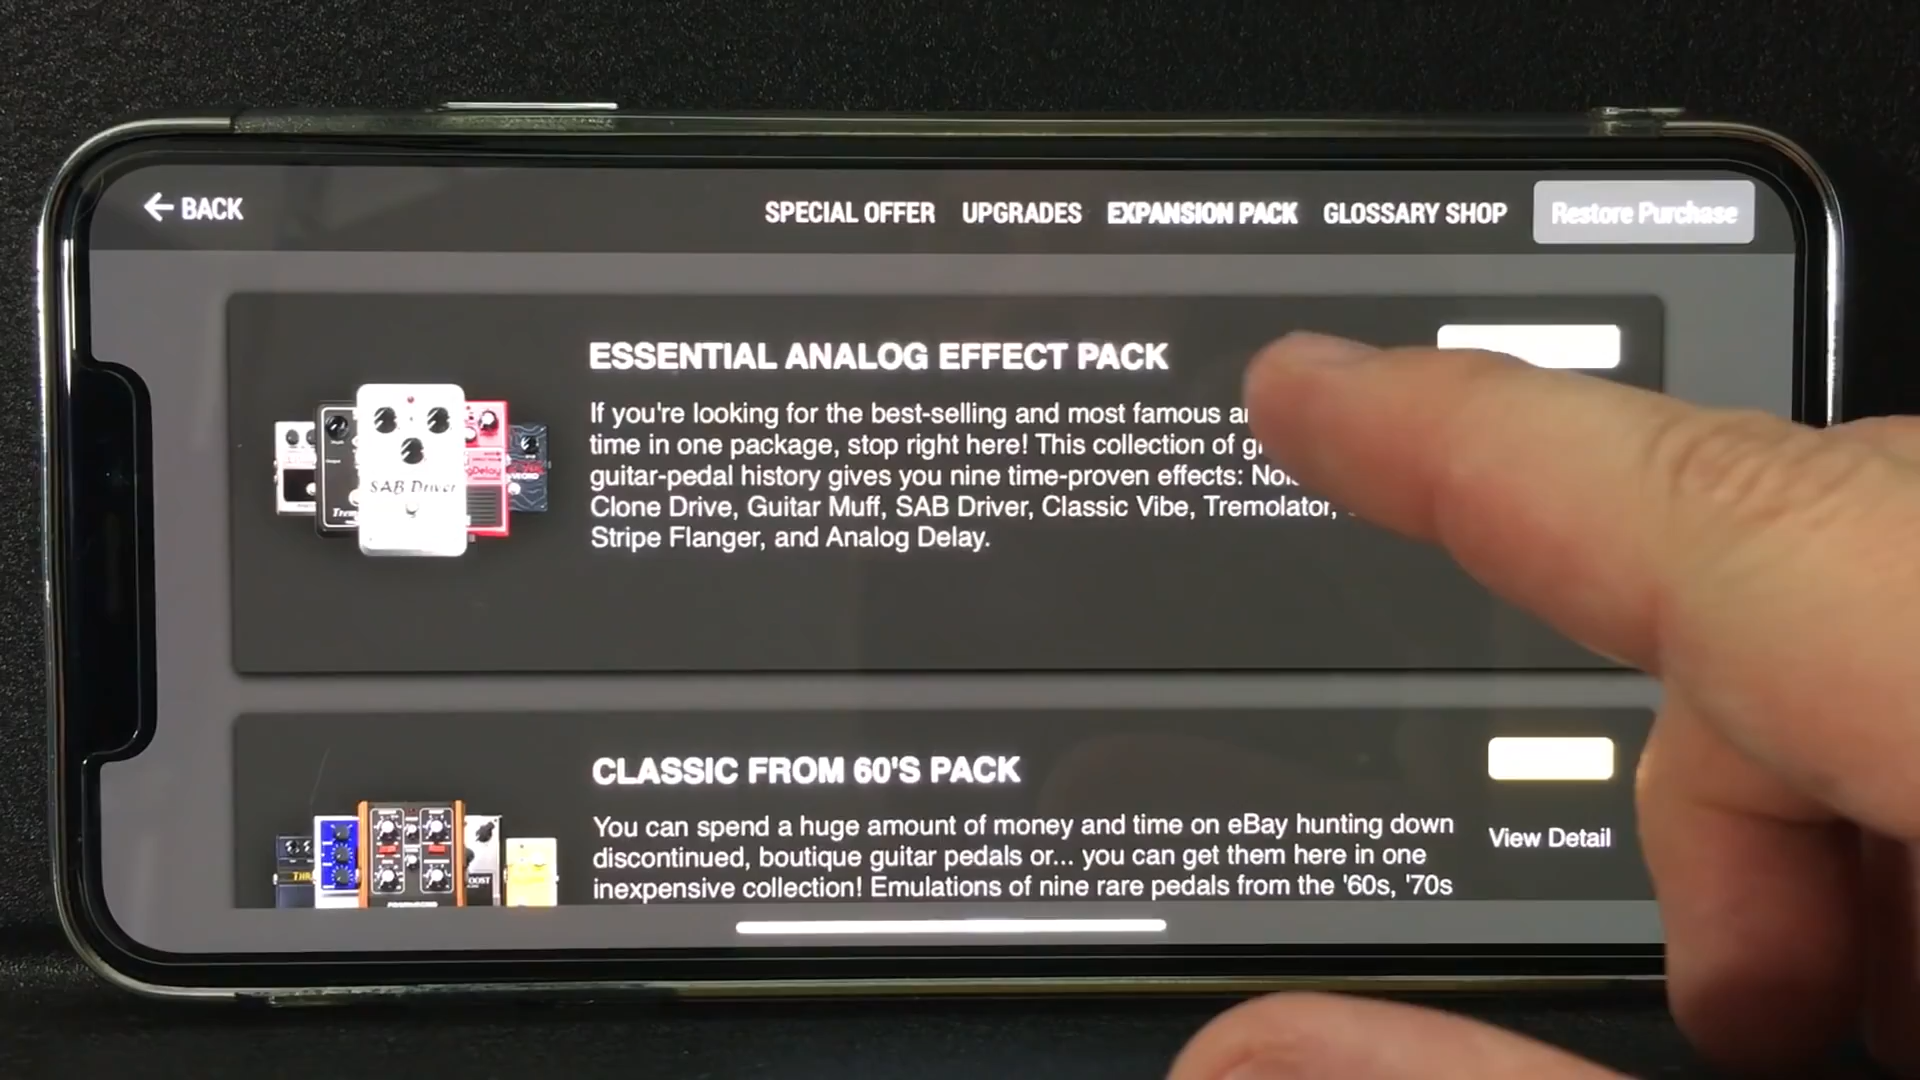 BACK
SPECIAL OFFER
UPGRADES
EXPANSION PACK
GLOSSARY SHOP
Restore Purchase
ESSENTIAL ANALOG EFFECT PACK
If you're looking for the best-selling and most famous
time in one package, stop right here! This collection of
guitar-pedal history gives you nine time-proven effects:
Clone Drive, Guitar Muff, SAB Driver, Classic Vibe, Tremolator,
Stripe Flanger, and Analog Delay.
SAB Driver
CLASSIC FROM 60'S PACK
You can spend a huge amount of money and time on eBay hunting down
discontinued, boutique guitar pedals or... you can get them here in one
inexpensive collection! Emulations of nine rare pedals from the '60s, '70s
View Detail